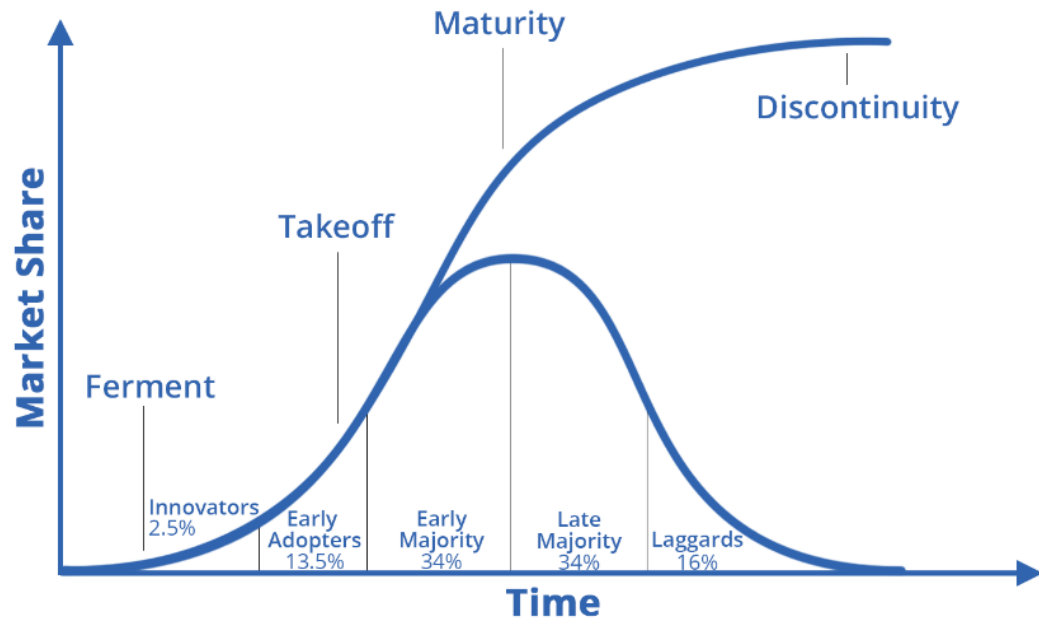 Maturity
Discontinuity
Takeoff
Ferment
Market Share
Innovators
2.5%
Early
Adopters
13.5%
Early
Majority
34%
Late
Majority
34%
Laggards
16%
Time